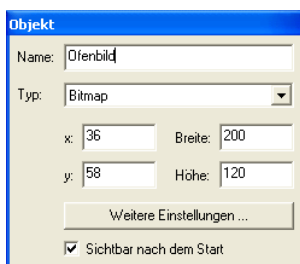 Objekt
Name: Ofenbild
Typ: Bitmap
x: 36 Breite: 200
y: 58 Höhe: 120
Weitere Einstellungen ...
Sichtbar nach dem Start